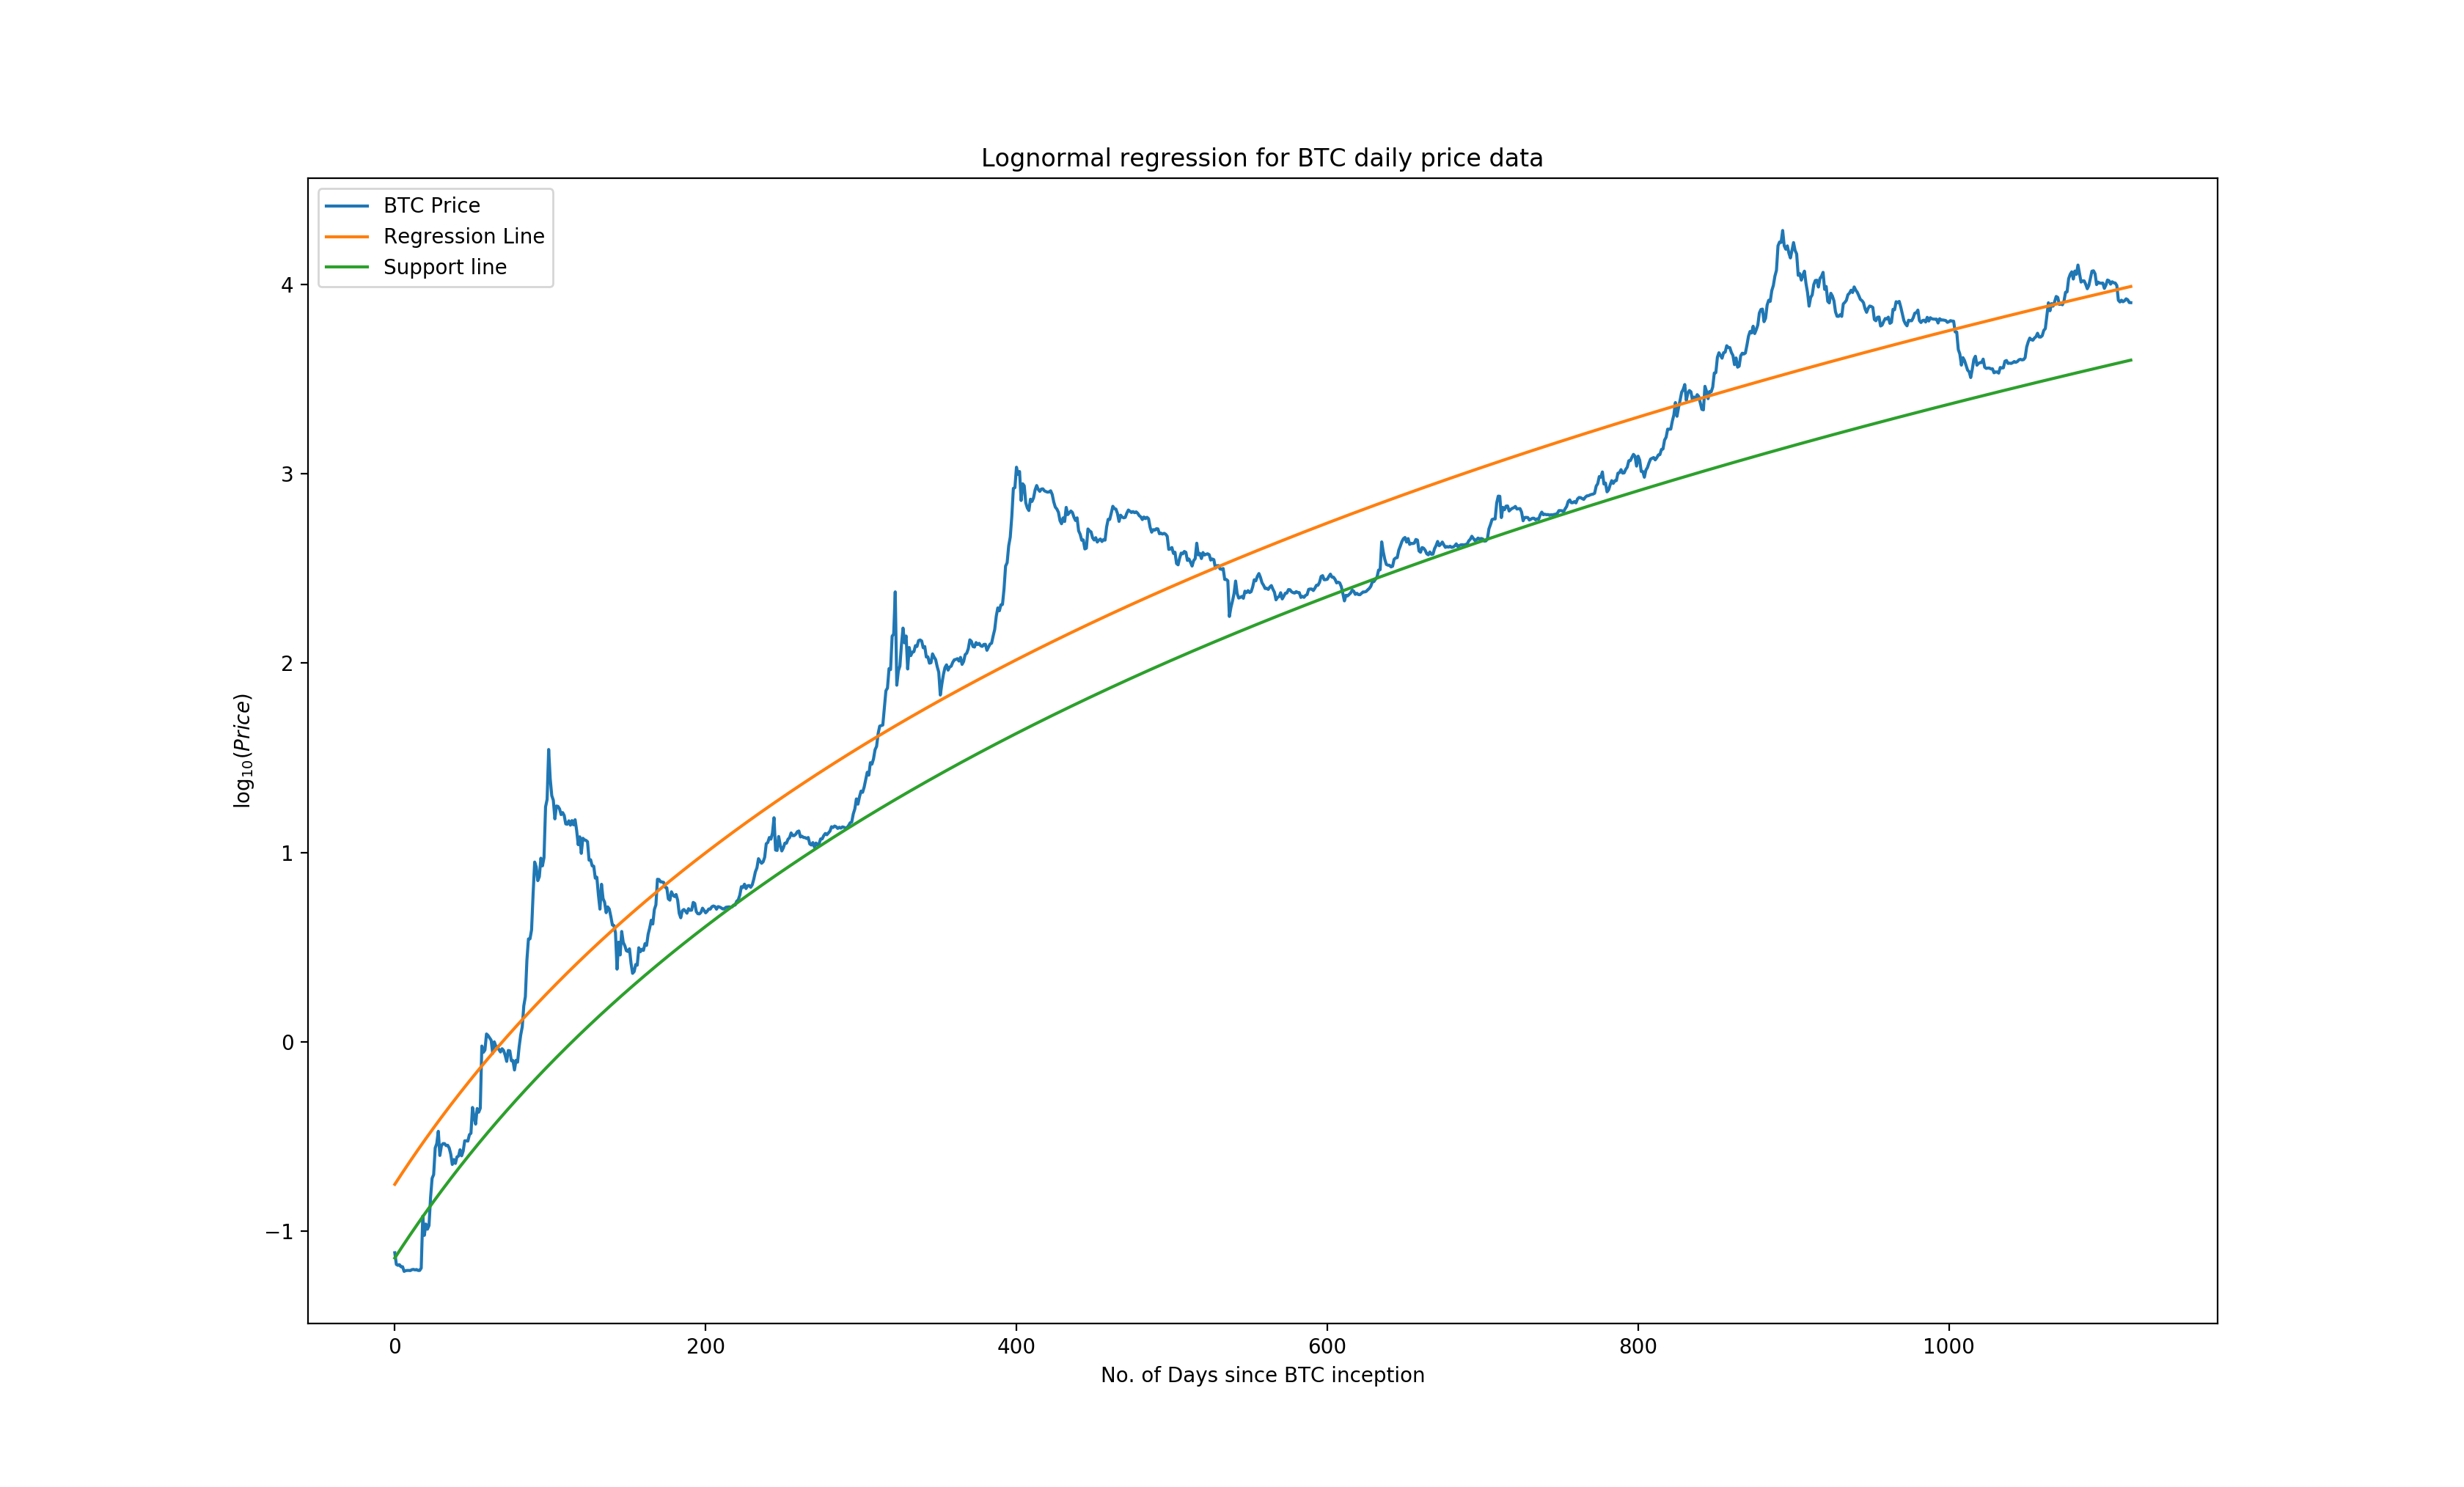 Lognormal regression for BTC daily price data
BTC Price
Regression Line
Support line
4
3
2
1
0
−1
log₁₀(Price)
0 200 400 600 800 1000
No. of Days since BTC inception